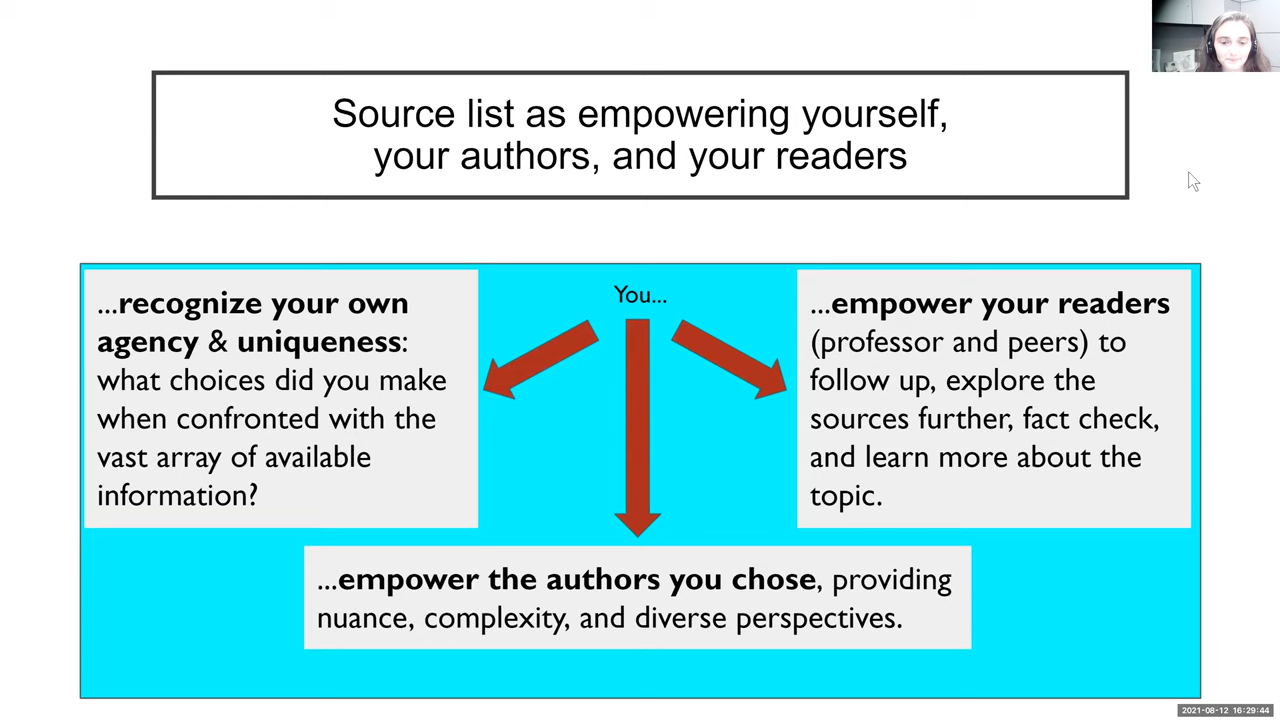 Source list as empowering yourself,
your authors, and your readers
You...
...recognize your own
agency & uniqueness:
what choices did you make
when confronted with the
vast array of available
information?
...empower your readers
(professor and peers) to
follow up, explore the
sources further, fact check,
and learn more about the
topic.
...empower the authors you chose, providing
nuance, complexity, and diverse perspectives.
2021-08-12 16:29:44